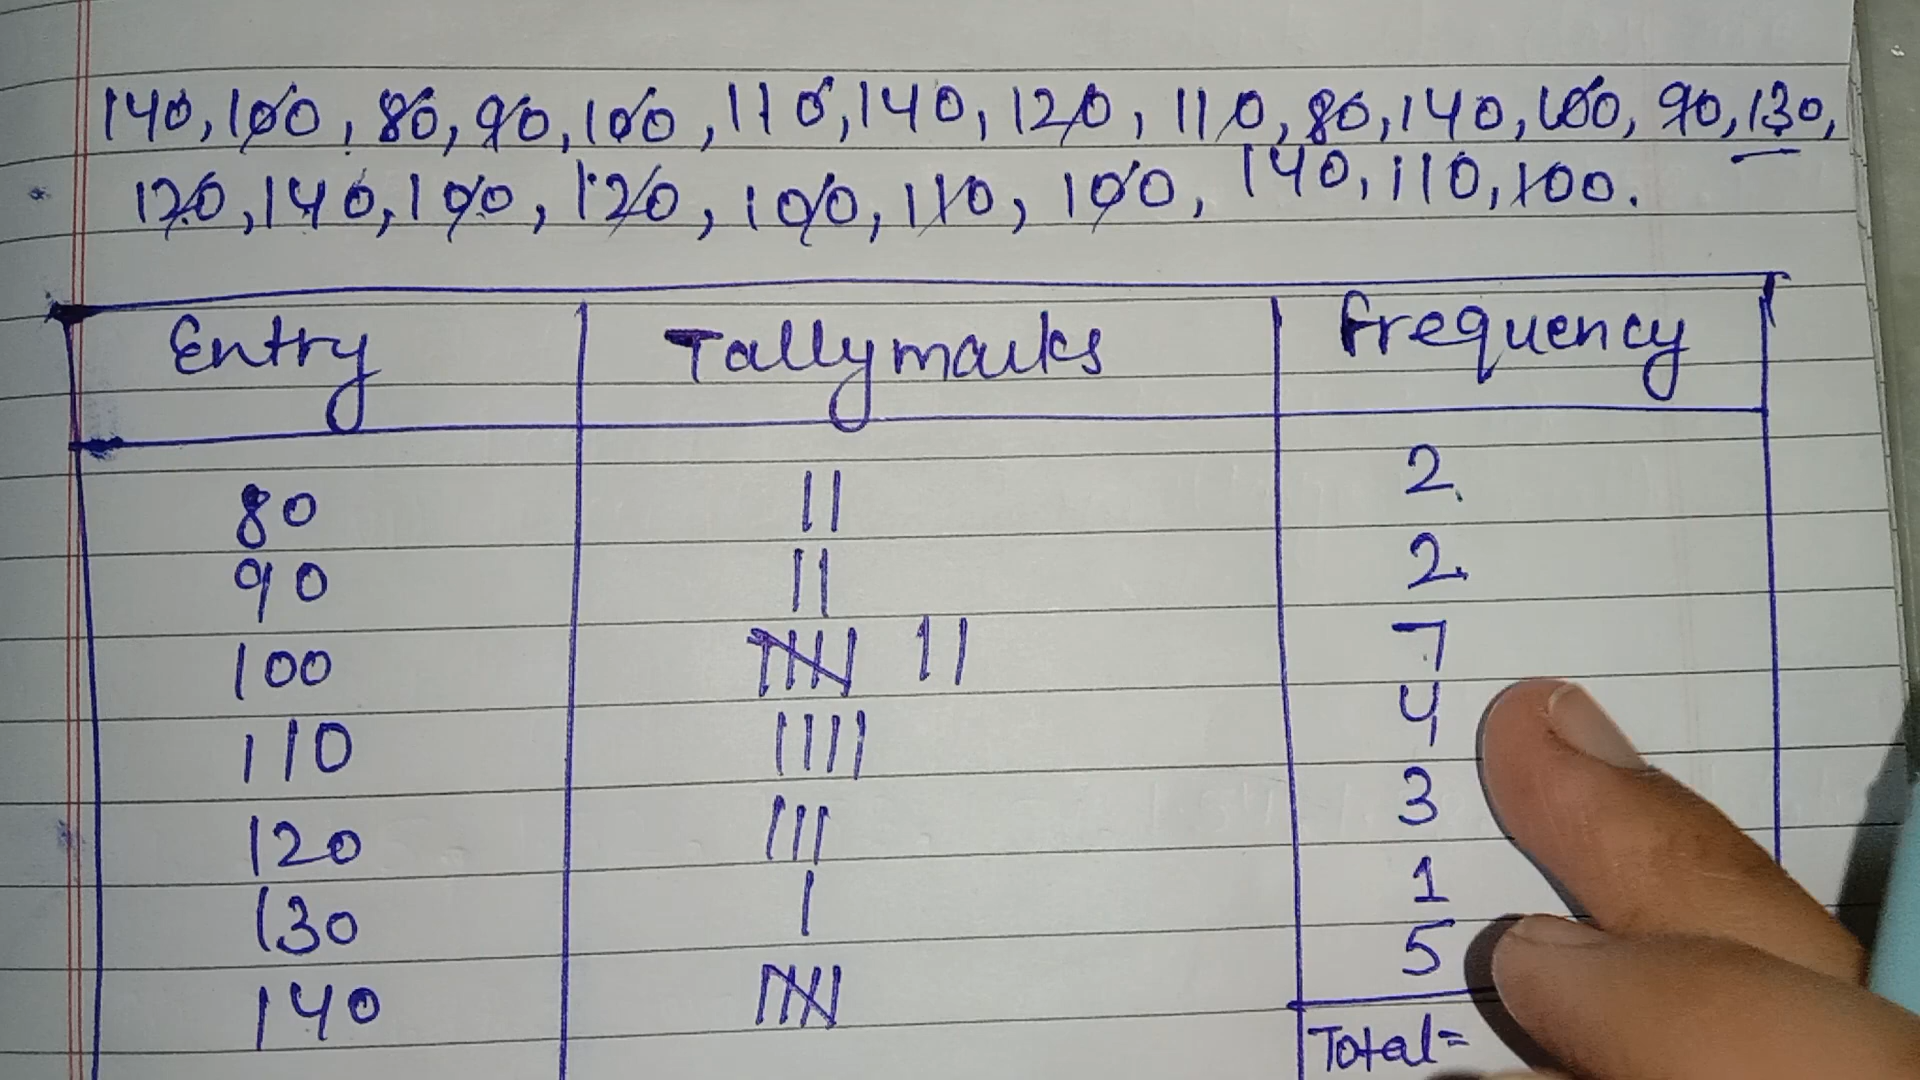 140, 100, 80, 90, 100, 110, 140, 120, 110, 80, 140, 100, 90, 130,
120, 140, 100, 120, 100, 110, 100, 140, 110, 100.
Entry Tallymarks frequency
80 || 2
90 || 2
100 |||| || 7
110 |||| 4
120 ||| 3
130 | 1
140 |||| 5
Total=